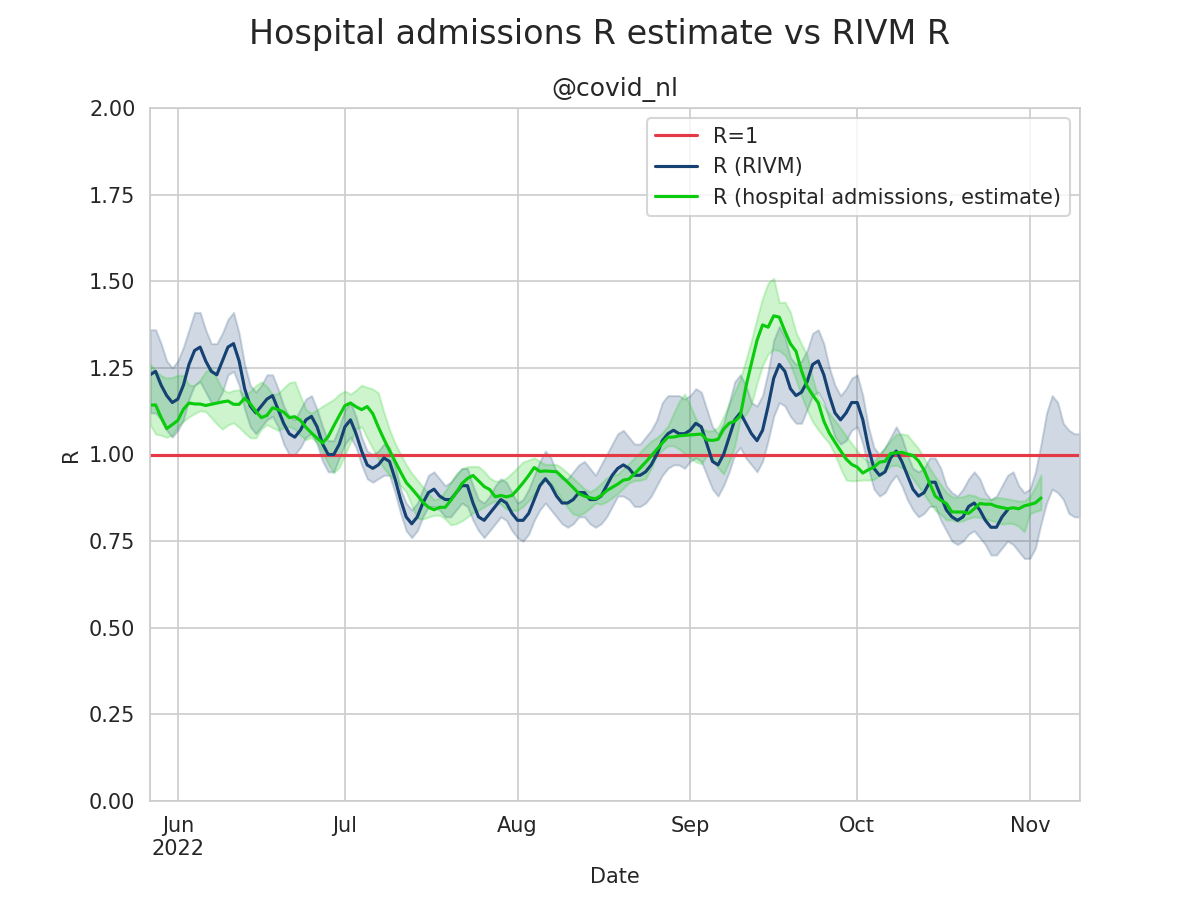 Hospital admissions R estimate vs RIVM R
@covid_nl
2.00
1.75
1.50
1.25
1.00
0.75
0.50
0.25
0.00
R
R=1
R (RIVM)
R (hospital admissions, estimate)
Jun Jul Aug Sep Oct Nov
2022
Date